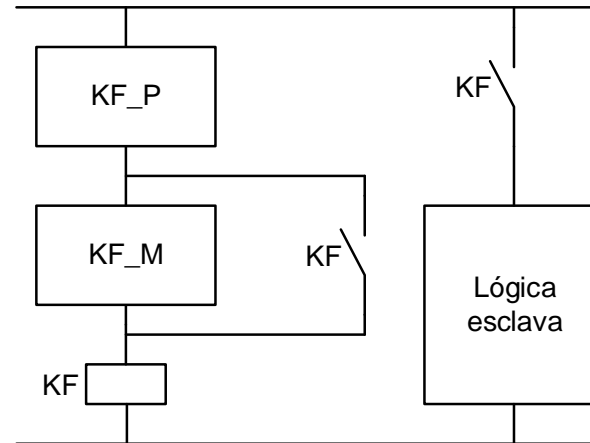 KF_P
KF
KF_M
KF
Lógica
esclava
KF